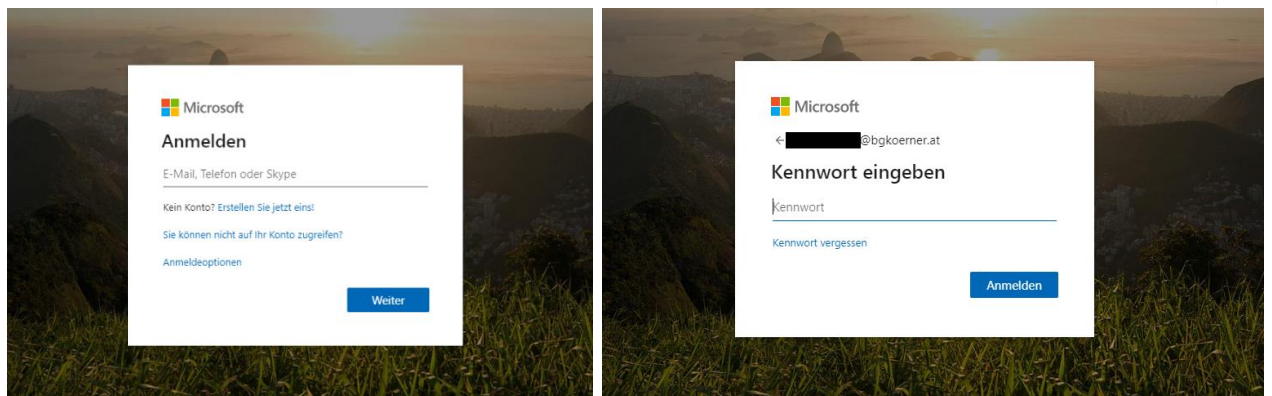 Microsoft
Anmelden
E-Mail, Telefon oder Skype
Kein Konto? Erstellen Sie jetzt eins!
Sie können nicht auf Ihr Konto zugreifen?
Anmeldeoptionen
Weiter
Microsoft
@bgkoerner.at
Kennwort eingeben
Kennwort
Kennwort vergessen
Anmelden